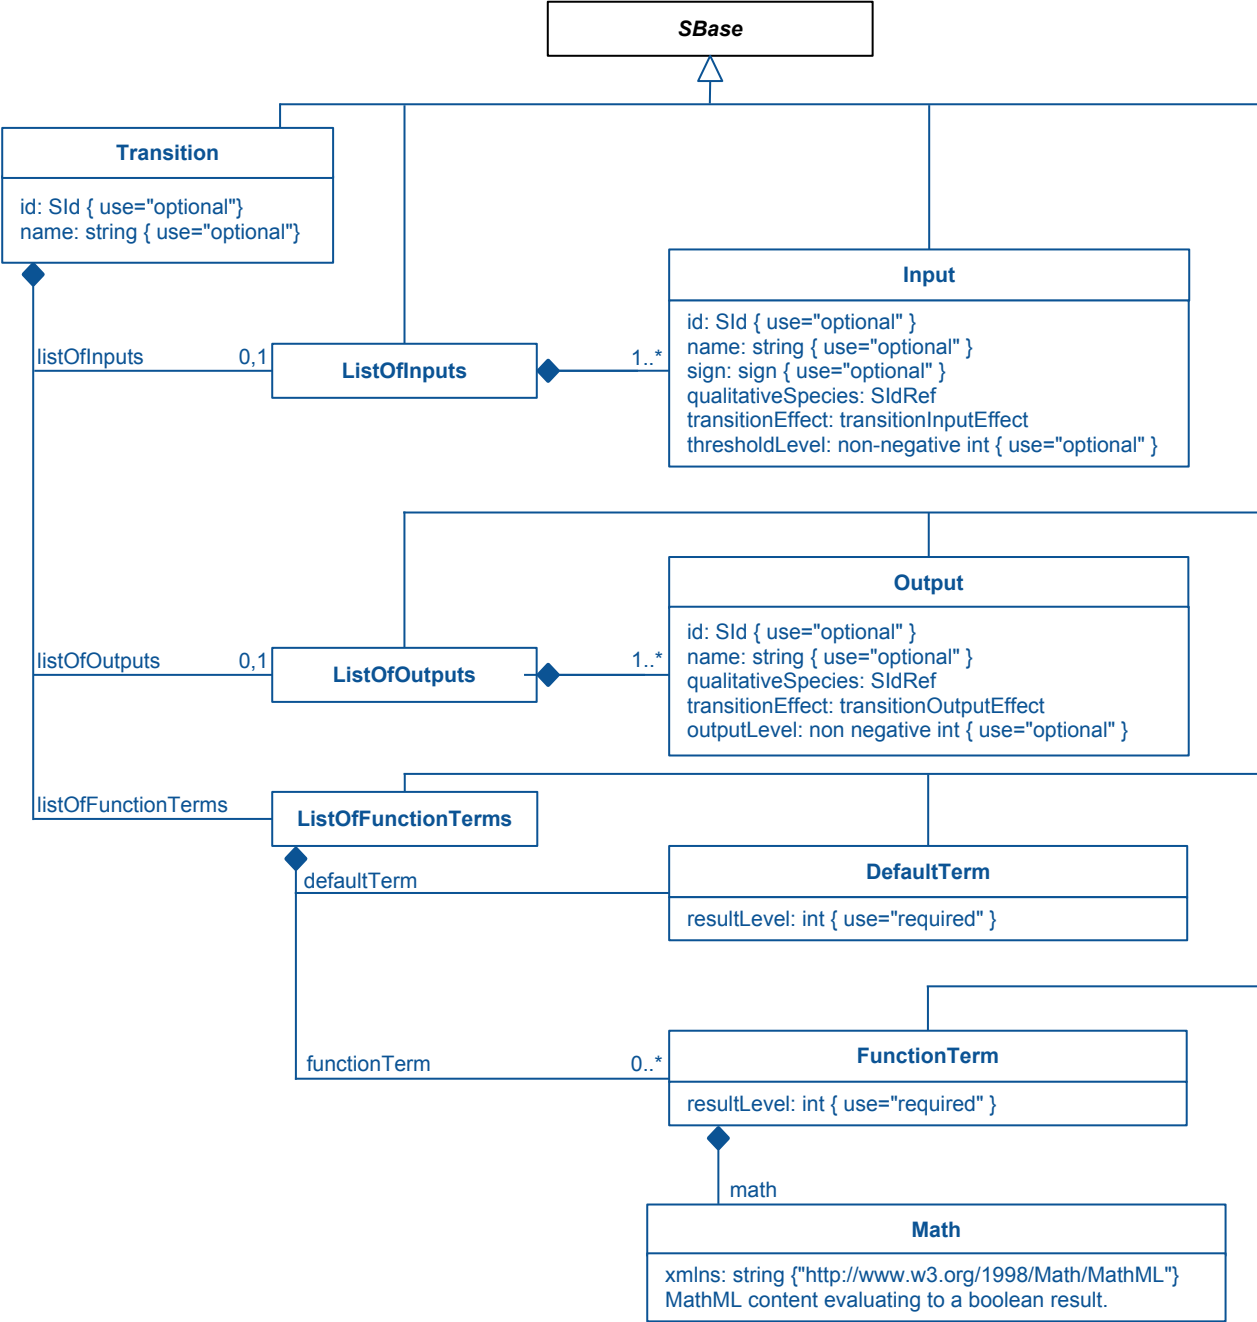 SBase
Transition
id: SId { use="optional"}
name: string { use="optional"}
Input
id: SId { use="optional" }
name: string { use="optional" }
sign: sign { use="optional" }
qualitativeSpecies: SIdRef
transitionEffect: transitionInputEffect
thresholdLevel: non-negative int { use="optional" }
listOfInputs 0,1
ListOfInputs
1..*
Output
id: SId { use="optional" }
name: string { use="optional" }
qualitativeSpecies: SIdRef
transitionEffect: transitionOutputEffect
outputLevel: non negative int { use="optional" }
listOfOutputs 0,1
ListOfOutputs
1..*
listOfFunctionTerms
ListOfFunctionTerms
defaultTerm
DefaultTerm
resultLevel: int { use="required" }
functionTerm 0..*
FunctionTerm
resultLevel: int { use="required" }
math
Math
xmlns: string {"http://www.w3.org/1998/Math/MathML"}
MathML content evaluating to a boolean result.